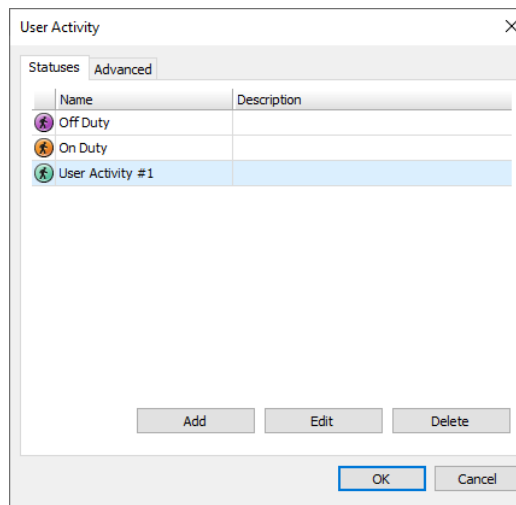 User Activity
Statuses Advanced
Name Description
Off Duty
On Duty
User Activity #1
Add Edit Delete
OK Cancel